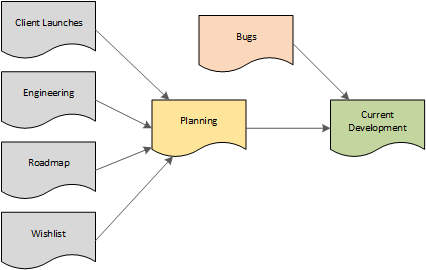 Client Launches
Bugs
Engineering
Planning
Current
Development
Roadmap
Wishlist